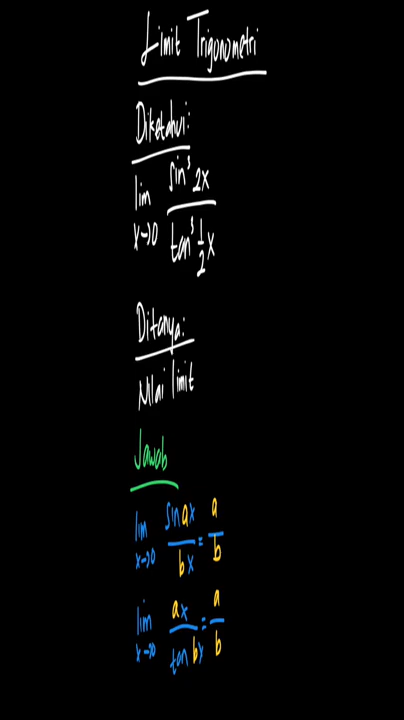 Limit Trigonometri
Diketahui:
lim x→0 sin³ 2x / tan³ ½ x
Ditanya:
Nilai limit
Jawab
lim x→0 sin ax / bx = a / b
lim x→0 ax / tan bx = a / b